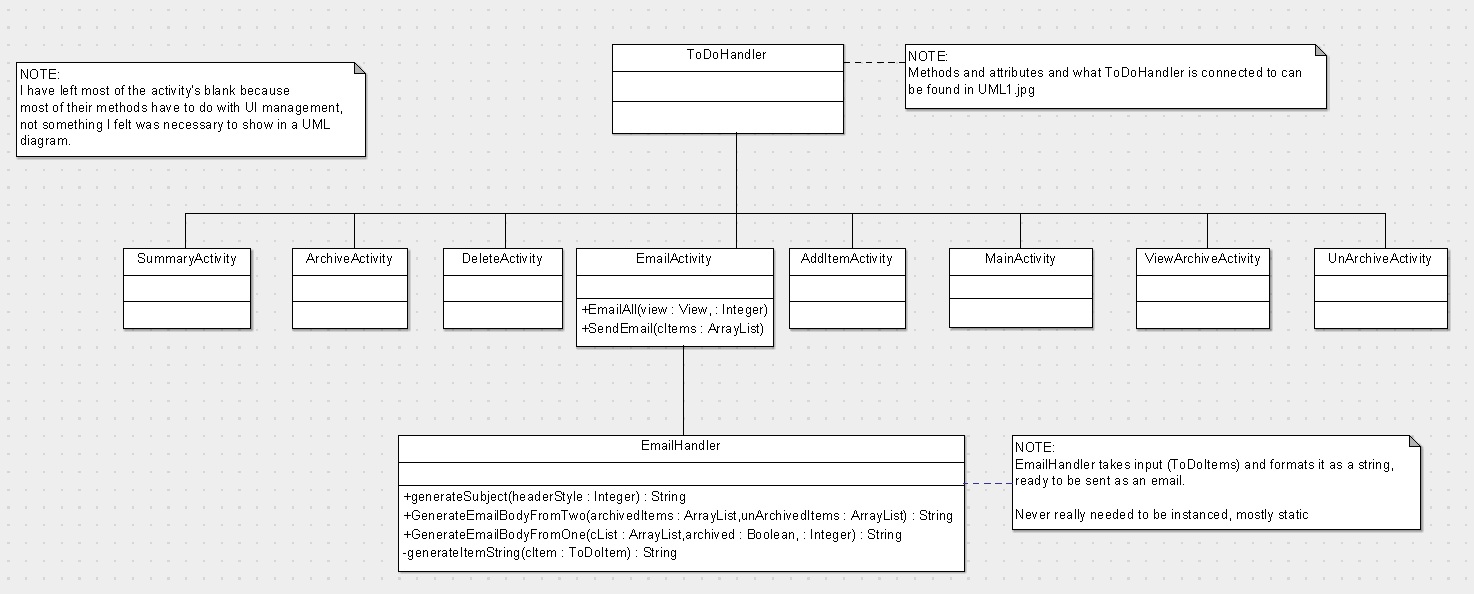 ToDoHandler
NOTE:
Methods and attributes and what ToDoHandler is connected to can
be found in UML1.jpg
NOTE:
I have left most of the activity's blank because
most of their methods have to do with UI management,
not something I felt was necessary to show in a UML
diagram.
SummaryActivity
ArchiveActivity
DeleteActivity
EmailActivity
+EmailAll(view : View, : Integer)
+SendEmail(cItems : ArrayList)
AddItemActivity
MainActivity
ViewArchiveActivity
UnArchiveActivity
EmailHandler
+generateSubject(headerStyle : Integer) : String
+GenerateEmailBodyFromTwo(archivedItems : ArrayList,unArchivedItems : ArrayList) : String
+GenerateEmailBodyFromOne(cList : ArrayList,archived : Boolean, : Integer) : String
-generateItemString(cItem : ToDoItem) : String
NOTE:
EmailHandler takes input (ToDoItems) and formats it as a string,
ready to be sent as an email.
Never really needed to be instanced, mostly static